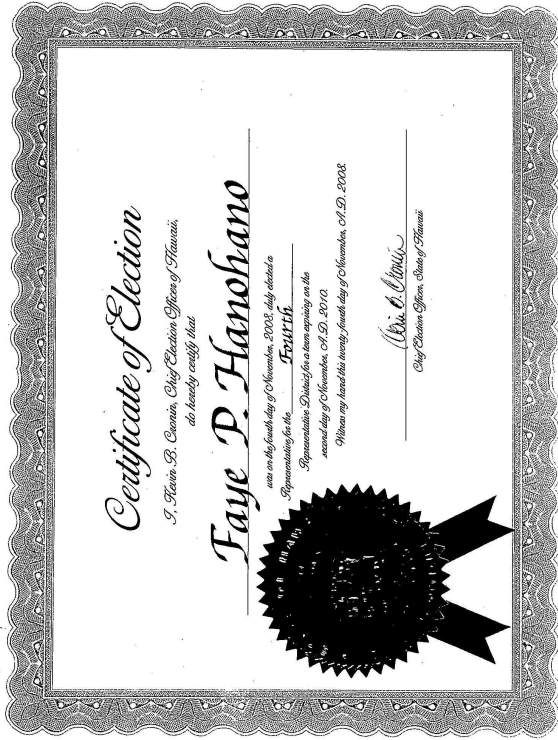 Certificate of Election
I, Kevin B. Cronin, Chief Election Officer of Hawaii,
do hereby certify that
Faye P. Hanohano
was on the fourth day of November, 2008, duly elected a
Representative for the Fourth
Representative District for a term expiring on the
second day of November, A.D. 2010.
Witness my hand this twenty-fourth day of November, A.D. 2008.
Chief Election Officer, State of Hawaii